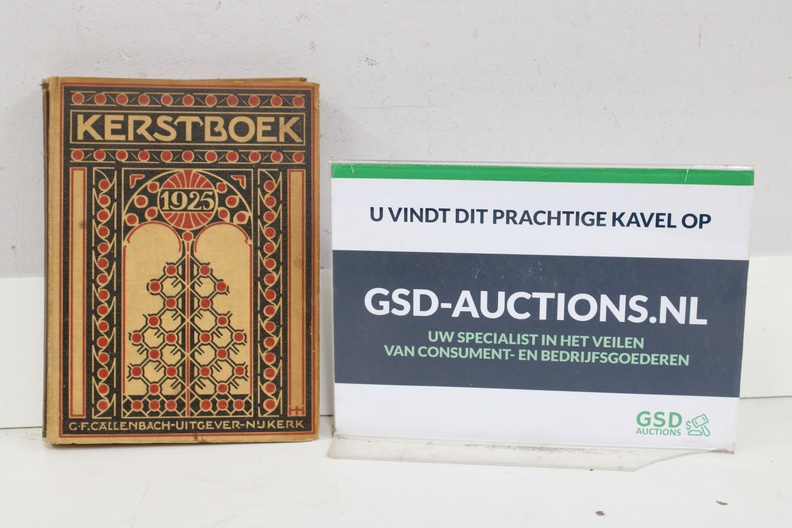 KERSTBOEK
1925
G·F·CALLENBACH-UITGEVER-NIJKERK
U VINDT DIT PRACHTIGE KAVEL OP
GSD-AUCTIONS.NL
UW SPECIALIST IN HET VEILEN
VAN CONSUMENT- EN BEDRIJFSGOEDEREN
GSD
AUCTIONS